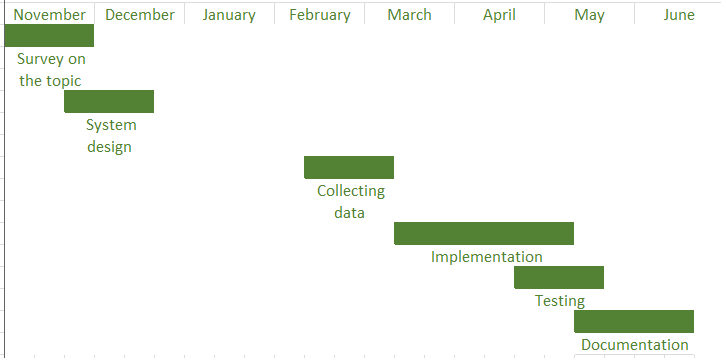 November December January February March April May June
Survey on
the topic
System
design
Collecting
data
Implementation
Testing
Documentation